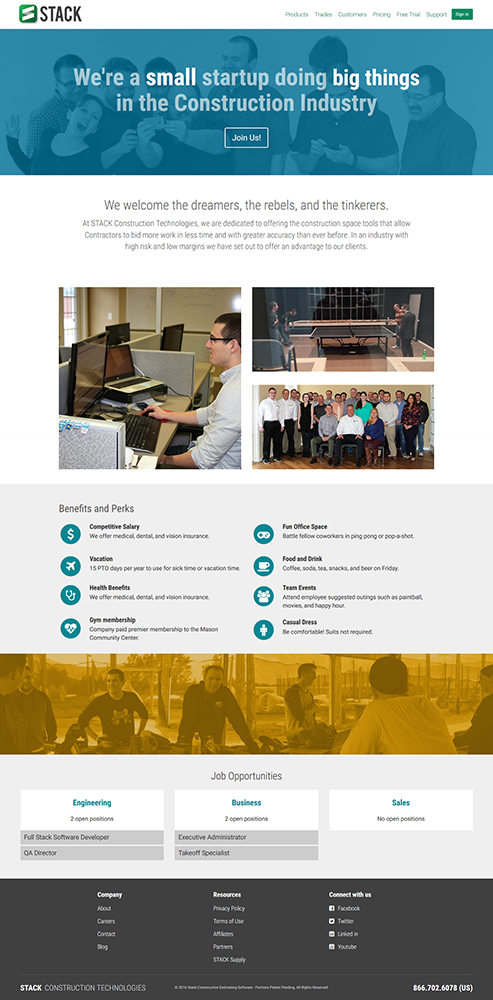 STACK
Products Trades Customers Pricing Free Trial Support Sign in
We're a small startup doing big things
in the Construction Industry
Join Us!
We welcome the dreamers, the rebels, and the tinkerers.
At STACK Construction Technologies, we are dedicated to offering the construction space tools that allow
Contractors to bid more work in less time and with greater accuracy than ever before. In an industry with
high risk and low margins we have set out to offer an advantage to our clients.
Benefits and Perks
Competitive Salary
We offer medical, dental, and vision insurance.
Fun Office Space
Battle fellow coworkers in ping pong or pop-a-shot.
Vacation
15 PTO days per year to use for sick time or vacation time.
Food and Drink
Coffee, soda, tea, snacks, and beer on Friday.
Health Benefits
We offer medical, dental, and vision insurance.
Team Events
Attend employee suggested outings such as paintball,
movies, and happy hour.
Gym membership
Company paid premier membership to the Mason
Community Center.
Casual Dress
Be comfortable! Suits not required.
Job Opportunities
Engineering
2 open positions
Full Stack Software Developer
QA Director
Business
2 open positions
Executive Administrator
Takeoff Specialist
Sales
No open positions
Company
About
Careers
Contact
Blog
Resources
Privacy Policy
Terms of Use
Affiliates
Partners
STACK Supply
Connect with us
Facebook
Twitter
Linked in
Youtube
STACK CONSTRUCTION TECHNOLOGIES
© 2016 Stack Construction Estimating Software - Portions Patent Pending, All Rights Reserved.
866.702.6078 (US)